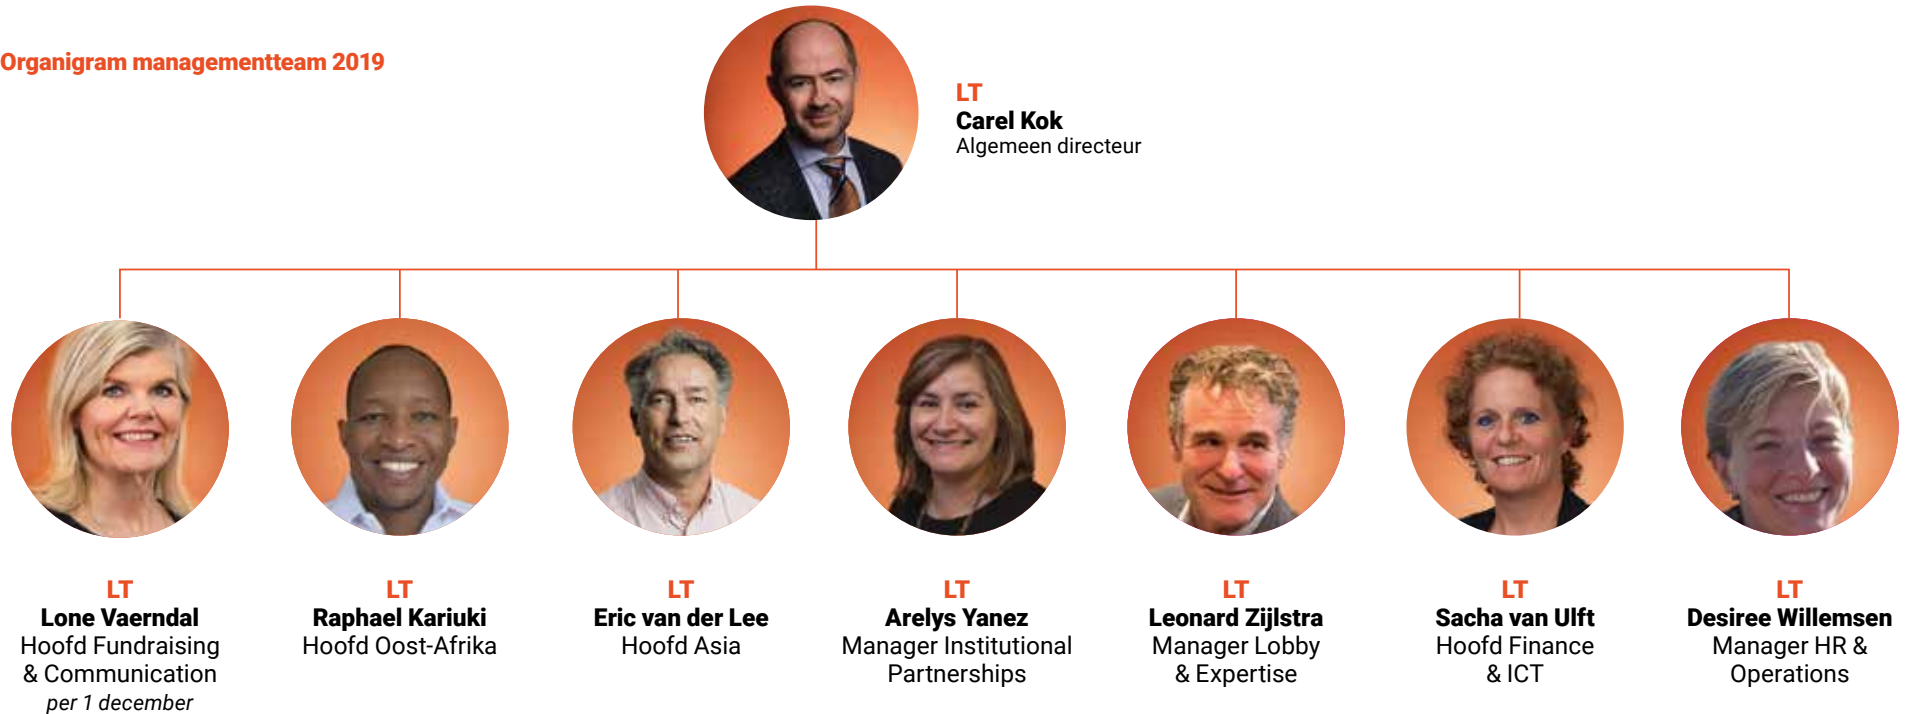 Organigram managementteam 2019
LT
Carel Kok
Algemeen directeur
LT
Lone Vaerndal
Hoofd Fundraising
& Communication
per 1 december
LT
Raphael Kariuki
Hoofd Oost-Afrika
LT
Eric van der Lee
Hoofd Asia
LT
Arelys Yanez
Manager Institutional
Partnerships
LT
Leonard Zijlstra
Manager Lobby
& Expertise
LT
Sacha van Ulft
Hoofd Finance
& ICT
LT
Desiree Willemsen
Manager HR &
Operations